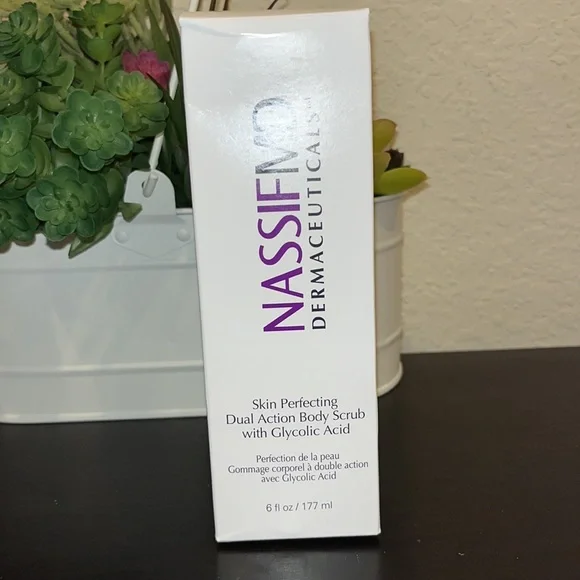 NASSIFMD
DERMACEUTICALS™
Skin Perfecting
Dual Action Body Scrub
with Glycolic Acid
Perfection de la peau
Gommage corporel à double action
avec Glycolic Acid
6 fl oz / 177 ml